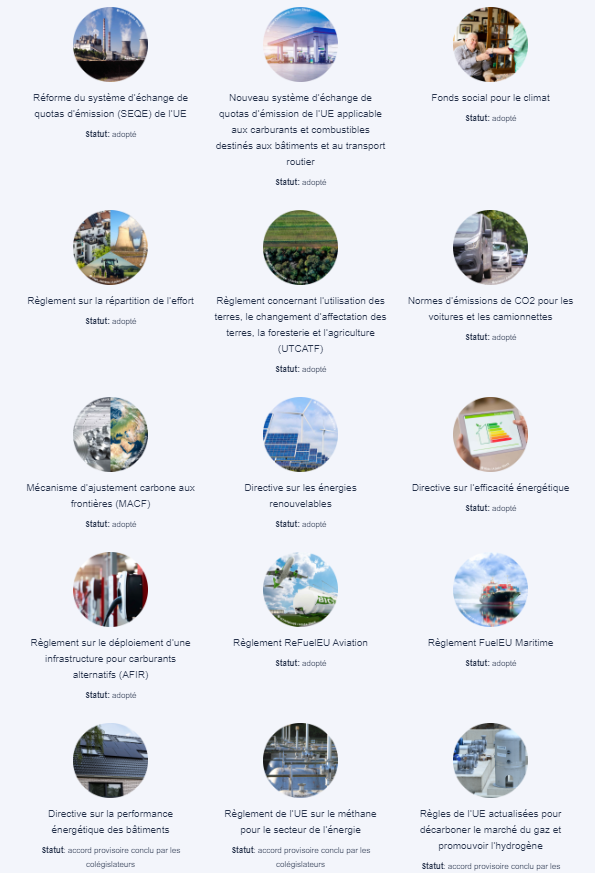 Réforme du système d'échange de
quotas d'émission (SEQE) de l'UE
Statut: adopté
Nouveau système d'échange de
quotas d'émission de l'UE applicable
aux carburants et combustibles
destinés aux bâtiments et au transport
routier
Statut: adopté
Fonds social pour le climat
Statut: adopté
Règlement sur la répartition de l'effort
Statut: adopté
Règlement concernant l'utilisation des
terres, le changement d'affectation des
terres, la foresterie et l'agriculture
(UTCATF)
Statut: adopté
Normes d'émissions de CO2 pour les
voitures et les camionnettes
Statut: adopté
Mécanisme d'ajustement carbone aux
frontières (MACF)
Statut: adopté
Directive sur les énergies
renouvelables
Statut: adopté
Directive sur l'efficacité énergétique
Statut: adopté
Règlement sur le déploiement d'une
infrastructure pour carburants
alternatifs (AFIR)
Statut: adopté
Règlement ReFuelEU Aviation
Statut: adopté
Règlement FuelEU Maritime
Statut: adopté
Directive sur la performance
énergétique des bâtiments
Statut: accord provisoire conclu par les
colégislateurs
Règlement de l'UE sur le méthane
pour le secteur de l'énergie
Statut: accord provisoire conclu par les
colégislateurs
Règles de l'UE actualisées pour
décarboner le marché du gaz et
promouvoir l'hydrogène
Statut: accord provisoire conclu par les